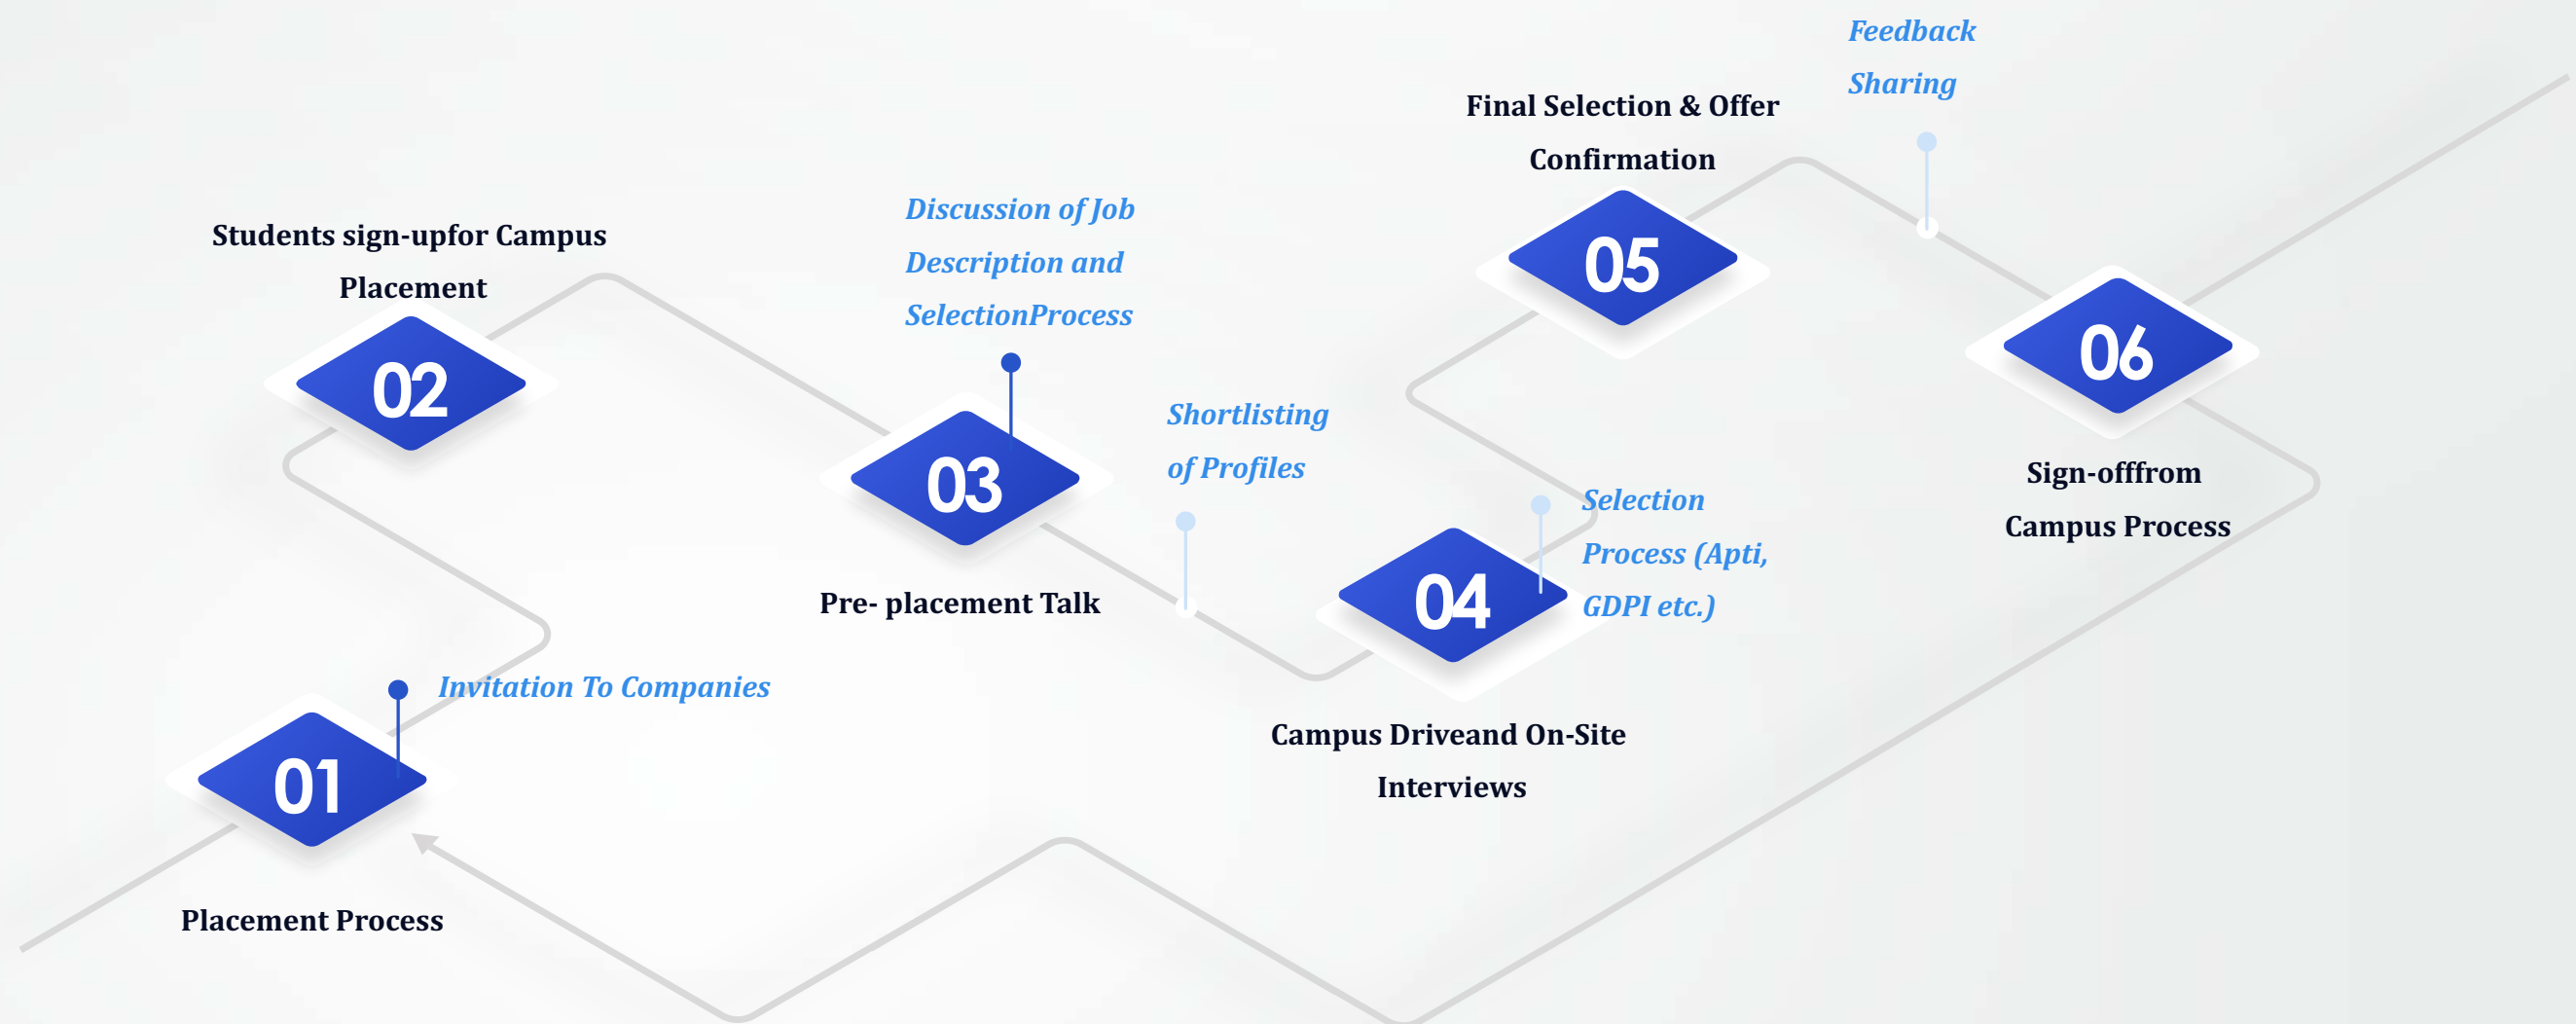 Students sign-upfor Campus
Placement
02
Invitation To Companies
01
Placement Process
Discussion of Job
Description and
SelectionProcess
03
Pre- placement Talk
Shortlisting
of Profiles
04
Selection
Process (Apti,
GDPI etc.)
Campus Driveand On-Site
Interviews
Final Selection & Offer
Confirmation
05
Feedback
Sharing
06
Sign-offfrom
Campus Process